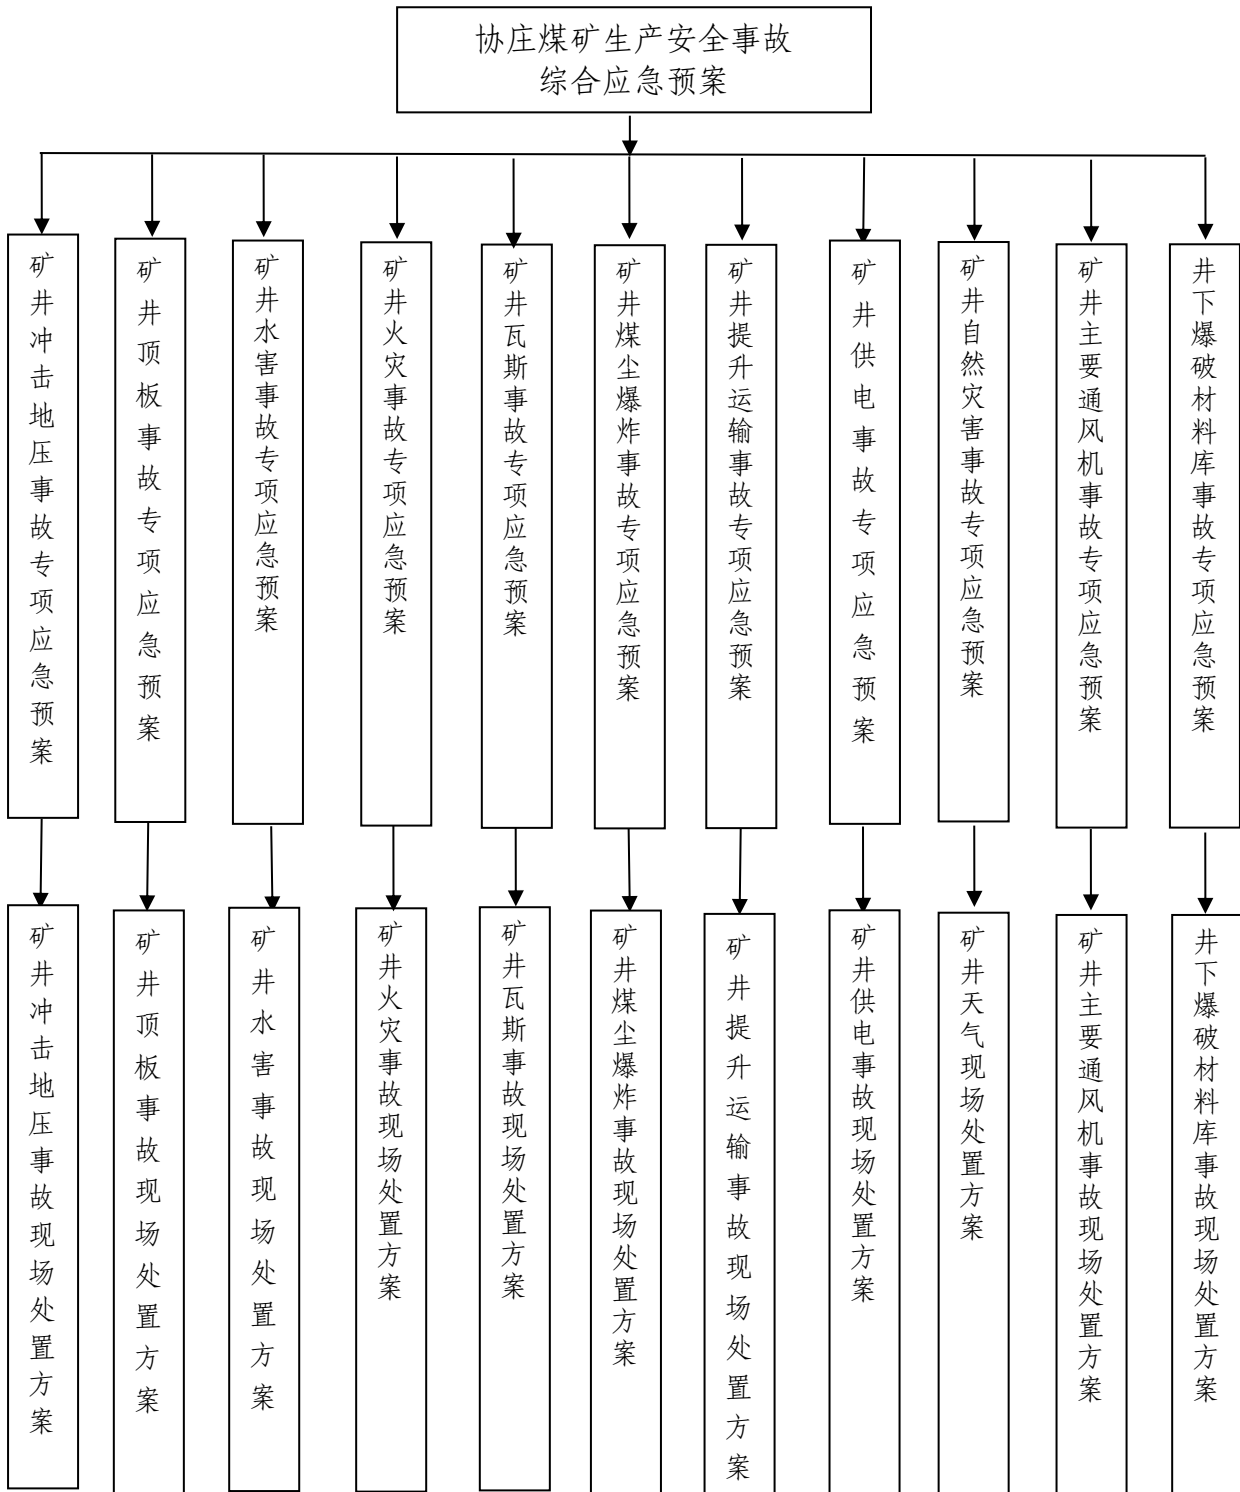 协庄煤矿生产安全事故
综合应急预案
矿井冲击地压事故专项应急预案
矿井顶板事故专项应急预案
矿井水害事故专项应急预案
矿井火灾事故专项应急预案
矿井瓦斯事故专项应急预案
矿井煤尘爆炸事故专项应急预案
矿井提升运输事故专项应急预案
矿井供电事故专项应急预案
矿井自然灾害事故专项应急预案
矿井主要通风机事故专项应急预案
井下爆破材料库事故专项应急预案
矿井冲击地压事故现场处置方案
矿井顶板事故现场处置方案
矿井水害事故现场处置方案
矿井火灾事故现场处置方案
矿井瓦斯事故现场处置方案
矿井煤尘爆炸事故现场处置方案
矿井提升运输事故现场处置方案
矿井供电事故现场处置方案
矿井天气现场处置方案
矿井主要通风机事故现场处置方案
井下爆破材料库事故现场处置方案